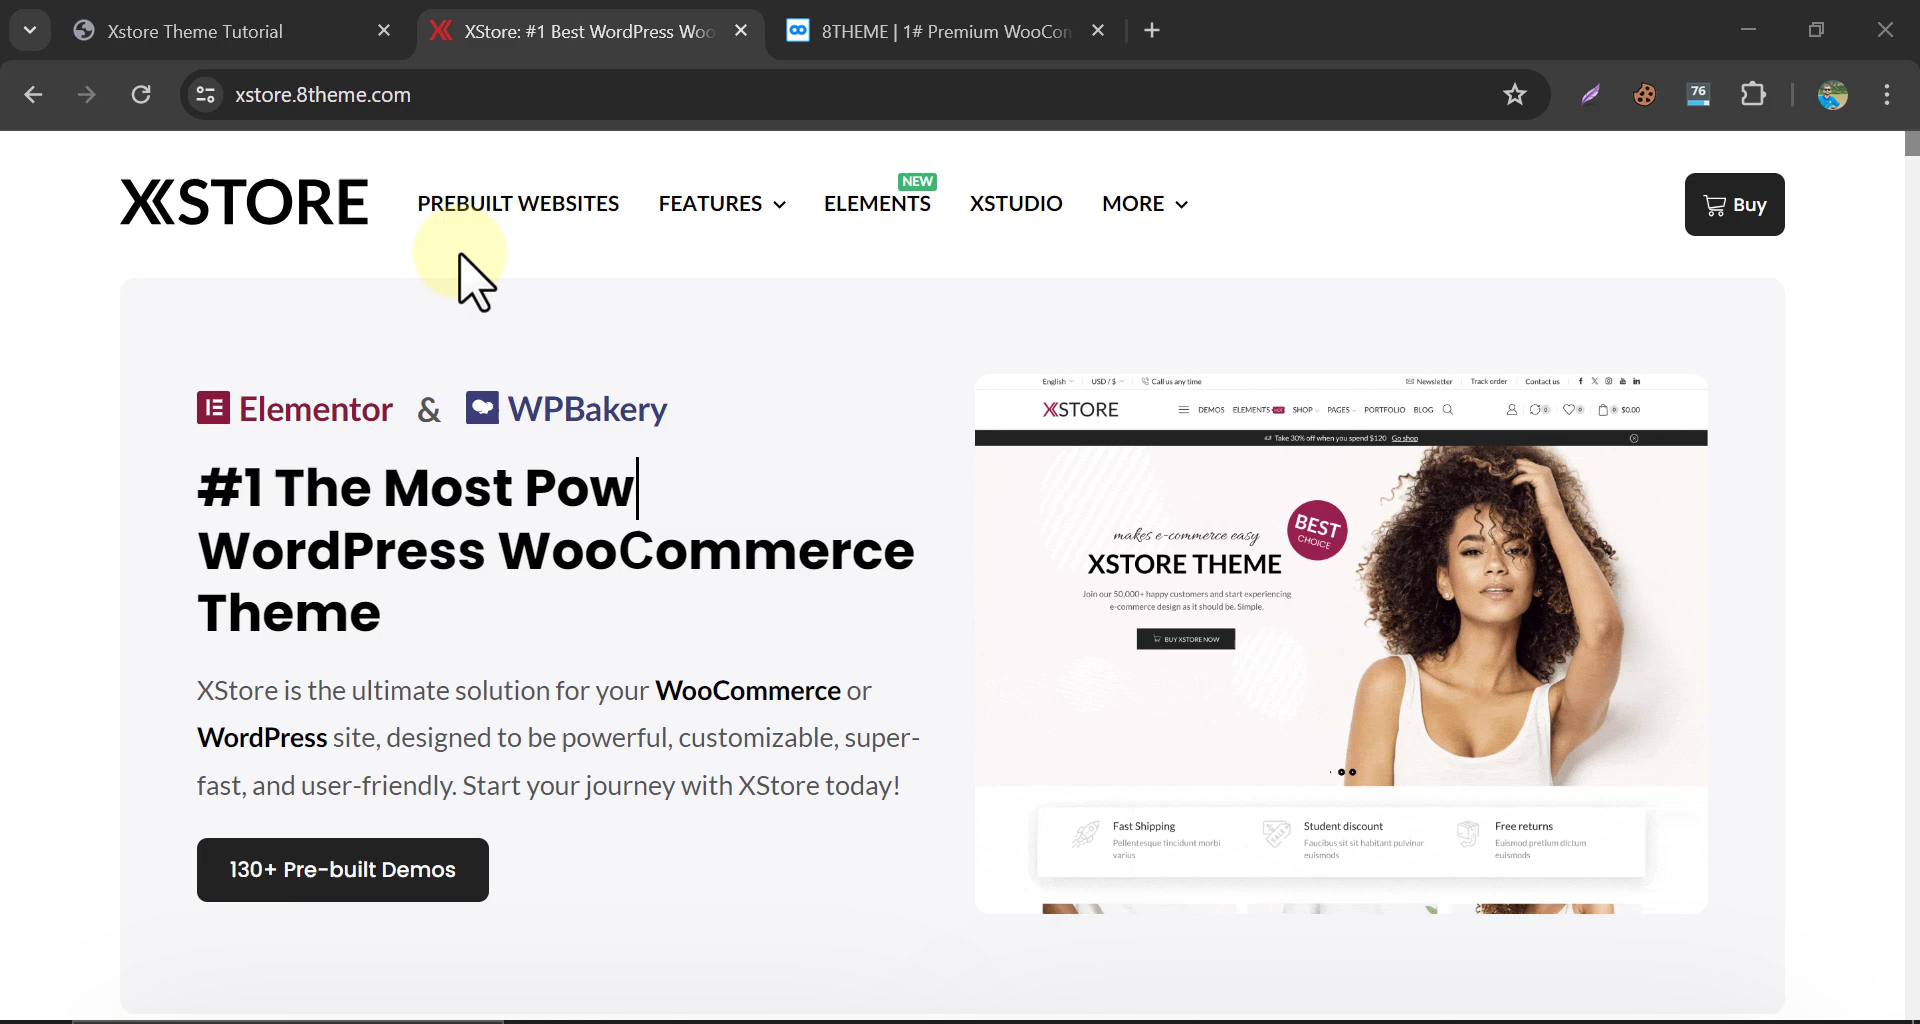 Xstore Theme Tutorial
XStore: #1 Best WordPress Woo
8THEME | 1# Premium WooCom
xstore.8theme.com
76
XSTORE
PREBUILT WEBSITES
FEATURES
ELEMENTS
NEW
XSTUDIO
MORE
Buy
Elementor & WPBakery
#1 The Most Pow
WordPress WooCommerce
Theme
XStore is the ultimate solution for your WooCommerce or
WordPress site, designed to be powerful, customizable, super-
fast, and user-friendly. Start your journey with XStore today!
130+ Pre-built Demos
English
USD / $
Call us any time
Newsletter
Track order
Contact us
XSTORE
DEMOS
ELEMENTS HOT
SHOP
PAGES
PORTFOLIO
BLOG
0
0
0
$0.00
Take 30% off when you spend $120 Go shop
makes e-commerce easy
XSTORE THEME
BEST
CHOICE
Join our 50,000+ happy customers and start experiencing
e-commerce design as it should be. Simple.
BUY XSTORE NOW
Fast Shipping
Pellentesque tincidunt morbi
varius
Student discount
Faucibus sit sit habitant pulvinar
euismods
Free returns
Euismod pretium dictum
euismods